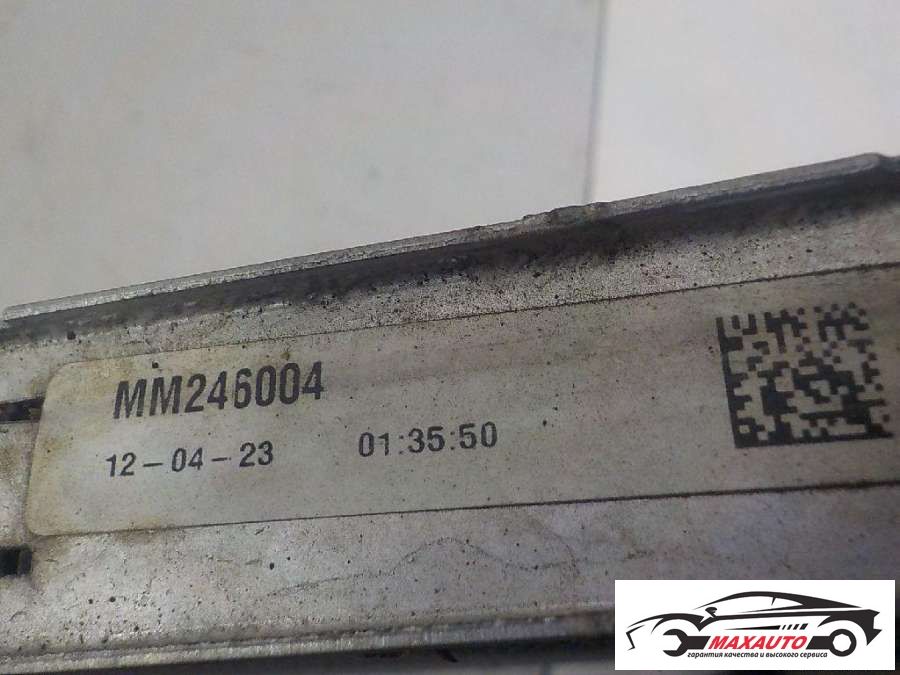 MM246004
12-04-23 01:35:50
MAXAUTO
гарантия качества и высокого сервиса